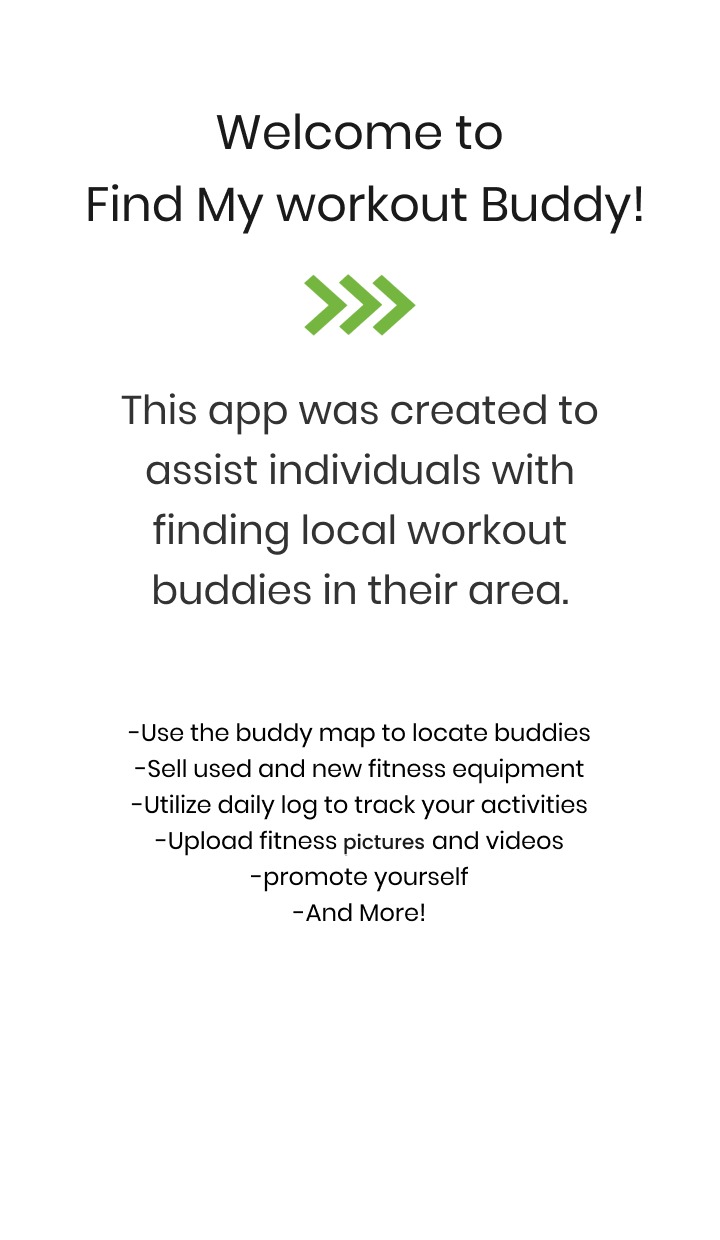 Welcome to
Find My workout Buddy!
This app was created to
assist individuals with
finding local workout
buddies in their area.
-Use the buddy map to locate buddies
-Sell used and new fitness equipment
-Utilize daily log to track your activities
-Upload fitness pictures and videos
-promote yourself
-And More!